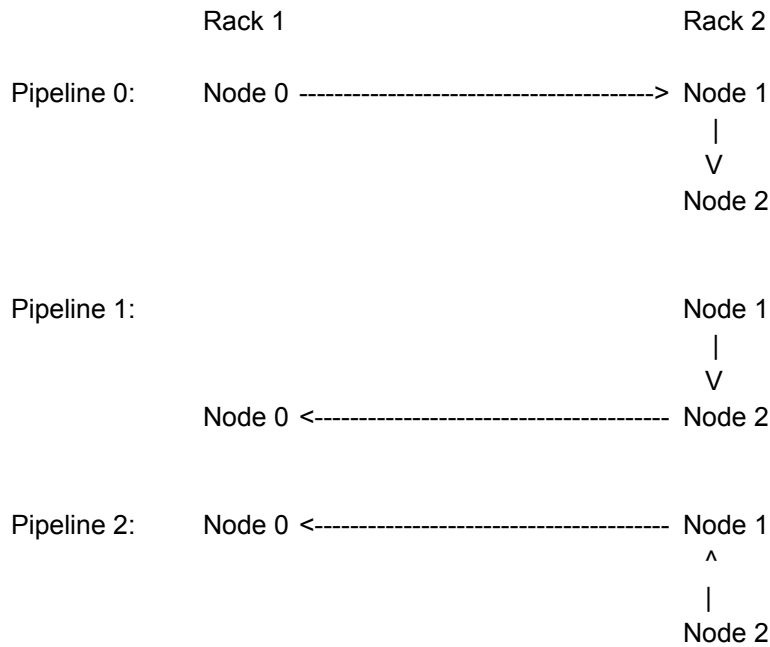 Rack 1 Rack 2
Pipeline 0: Node 0 ---------------------------------------> Node 1
|
V
Node 2
Pipeline 1: Node 1
|
V
Node 0 <--------------------------------------- Node 2
Pipeline 2: Node 0 <--------------------------------------- Node 1
^
|
Node 2